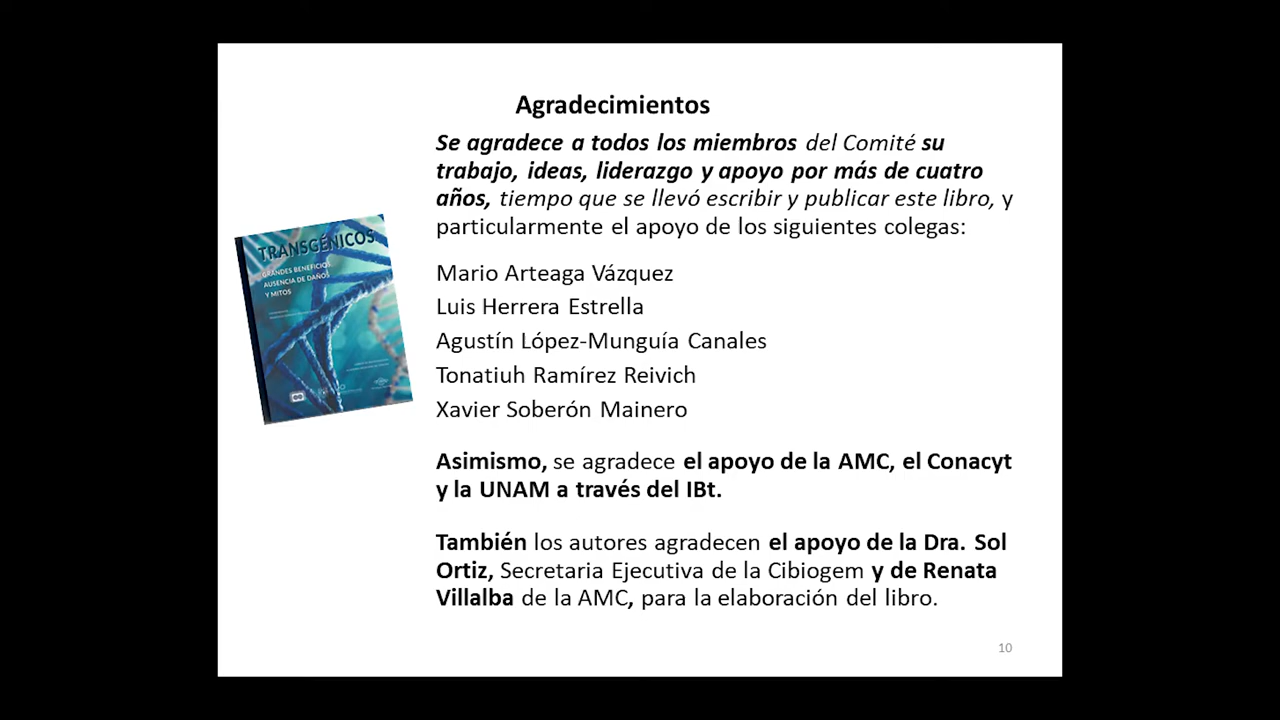 Agradecimientos
Se agradece a todos los miembros del Comité su
trabajo, ideas, liderazgo y apoyo por más de cuatro
años, tiempo que se llevó escribir y publicar este libro, y
particularmente el apoyo de los siguientes colegas:
TRANSGÉNICOS
GRANDES BENEFICIOS,
AUSENCIA DE DAÑOS
Y MITOS
Mario Arteaga Vázquez
Luis Herrera Estrella
Agustín López-Munguía Canales
Tonatiuh Ramírez Reivich
Xavier Soberón Mainero
Asimismo, se agradece el apoyo de la AMC, el Conacyt
y la UNAM a través del IBt.
También los autores agradecen el apoyo de la Dra. Sol
Ortiz, Secretaria Ejecutiva de la Cibiogem y de Renata
Villalba de la AMC, para la elaboración del libro.
10